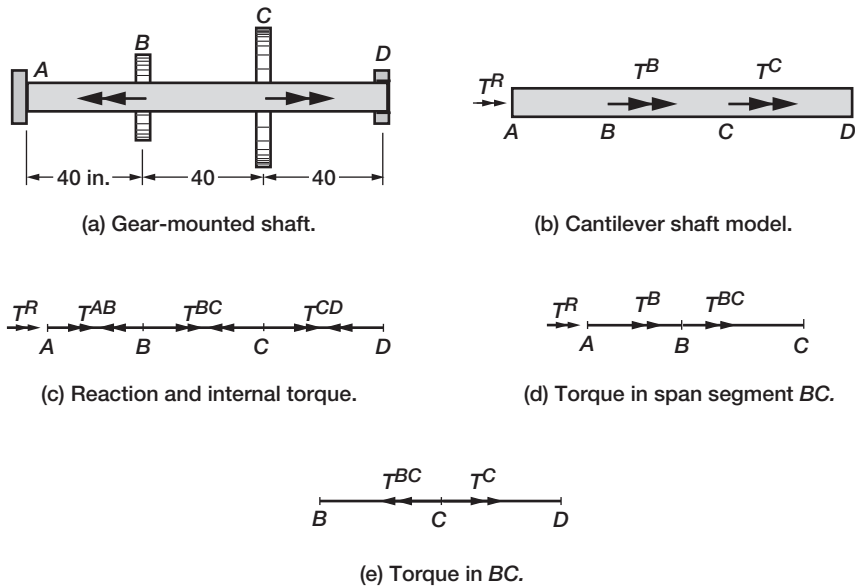 A
B
C
D
40 in.
40
40
(a) Gear-mounted shaft.
T^R
T^B
T^C
A
B
C
D
(b) Cantilever shaft model.
T^R T^AB T^BC T^CD
A B C D
(c) Reaction and internal torque.
T^R T^B T^BC
A B C
(d) Torque in span segment BC.
T^BC T^C
B C D
(e) Torque in BC.